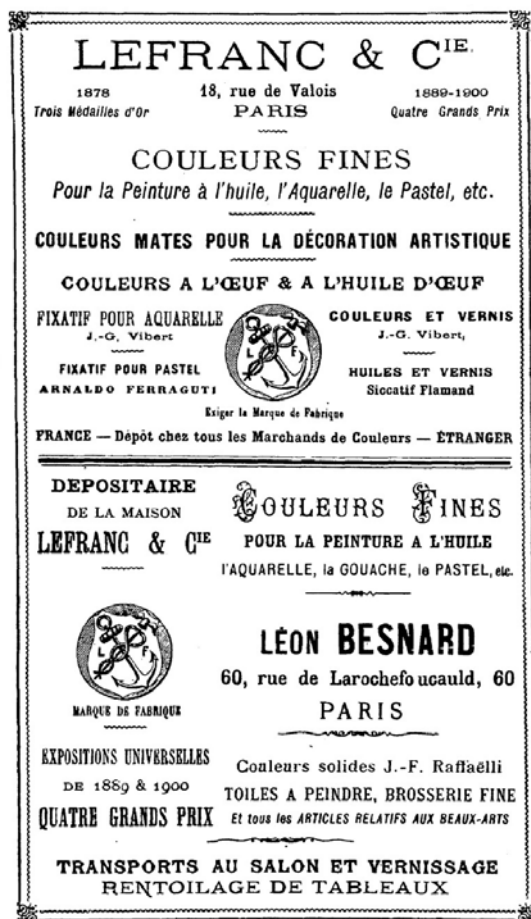 LEFRANC & CIE.
1878
Trois Médailles d'Or
18, rue de Valois
PARIS
1889-1900
Quatre Grands Prix
COULEURS FINES
Pour la Peinture à l'huile, l'Aquarelle, le Pastel, etc.
COULEURS MATES POUR LA DÉCORATION ARTISTIQUE
COULEURS A L'ŒUF & A L'HUILE D'ŒUF
FIXATIF POUR AQUARELLE
J.-G. Vibert
FIXATIF POUR PASTEL
ARNALDO FERRAGUTI
L F
Exiger la Marque de Fabrique
COULEURS ET VERNIS
J.-G. Vibert,
HUILES ET VERNIS
Siccatif Flamand
FRANCE — Dépôt chez tous les Marchands de Couleurs — ÉTRANGER
DEPOSITAIRE
DE LA MAISON
LEFRANC & CIE
L F
MARQUE DE FABRIQUE
EXPOSITIONS UNIVERSELLES
DE 1889 & 1900
QUATRE GRANDS PRIX
COULEURS FINES
POUR LA PEINTURE A L'HUILE
l'AQUARELLE, la GOUACHE, le PASTEL, etc.
LÉON BESNARD
60, rue de Larochefoucauld, 60
PARIS
Couleurs solides J.-F. Raffaëlli
TOILES A PEINDRE, BROSSERIE FINE
Et tous les ARTICLES RELATIFS AUX BEAUX-ARTS
TRANSPORTS AU SALON ET VERNISSAGE
RENTOILAGE DE TABLEAUX